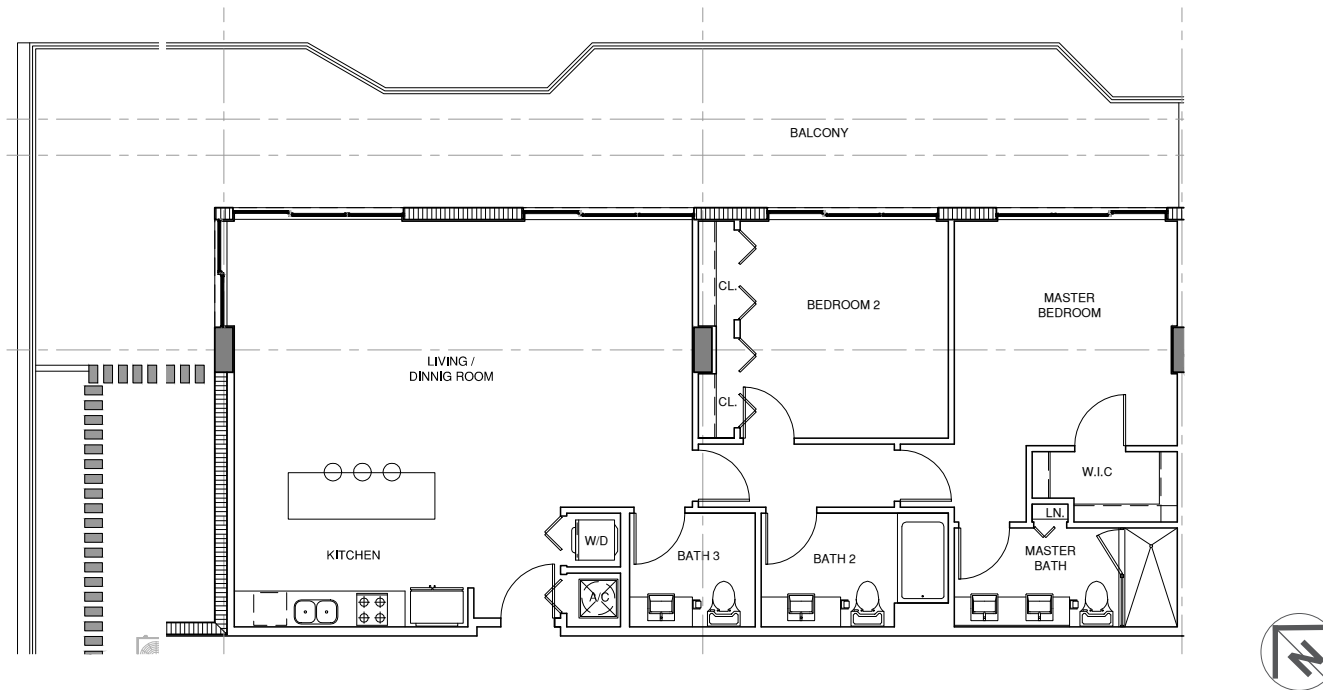 BALCONY
CL.
BEDROOM 2
MASTER
BEDROOM
LIVING /
DINNIG ROOM
CL.
W.I.C
LN.
KITCHEN
W/D
BATH 3
BATH 2
MASTER
BATH
A/C
N